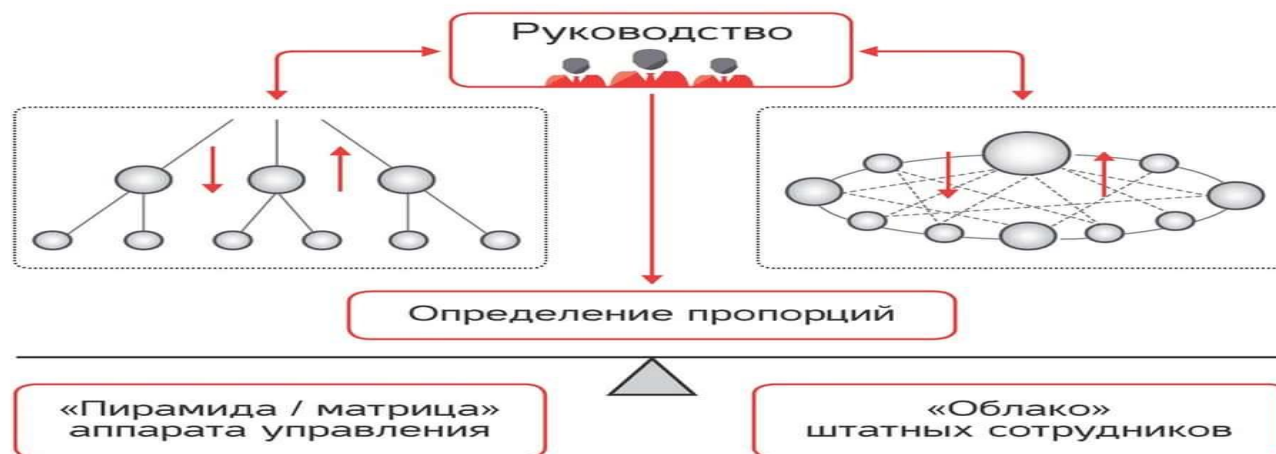 Руководство
Определение пропорций
«Пирамида / матрица»
аппарата управления
«Облако»
штатных сотрудников